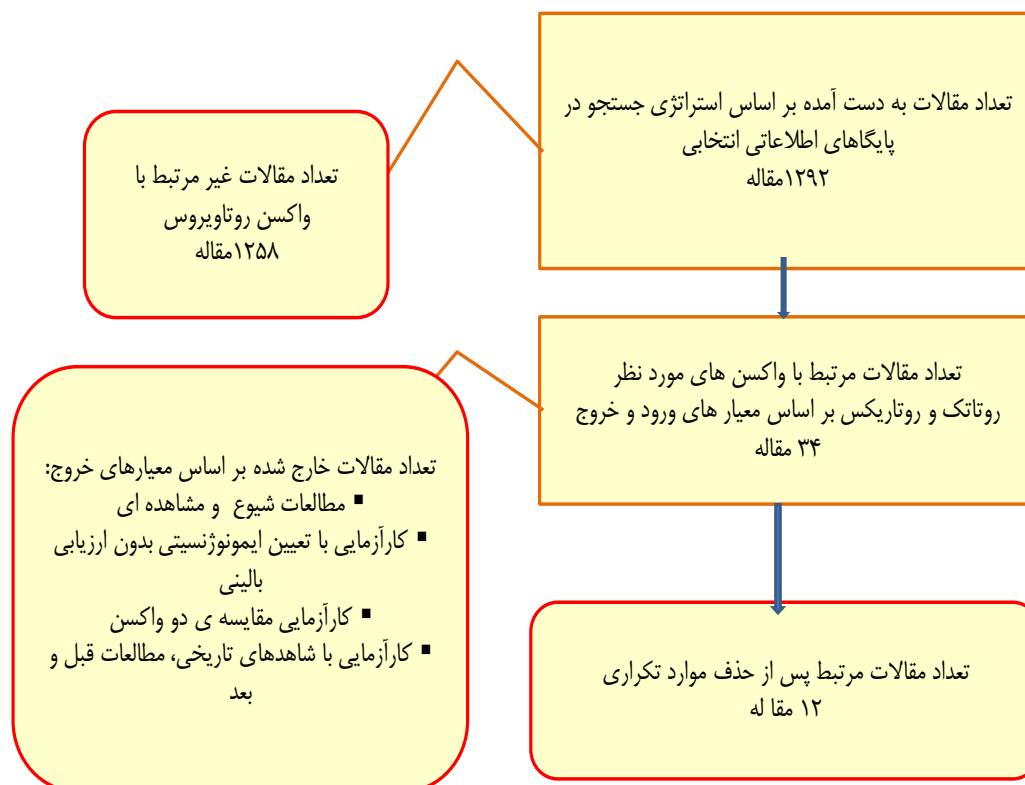 تعداد مقالات به دست آمده بر اساس استراتژی جستجو در
پایگاهای اطلاعاتی انتخابی
۱۲۹۲مقاله
تعداد مقالات غیر مرتبط با
واکسن روتاویروس
۱۲۵۸مقاله
تعداد مقالات مرتبط با واکسن های مورد نظر
روتاتک و روتاریکس بر اساس معیار های ورود و خروج
۳۴ مقاله
تعداد مقالات خارج شده بر اساس معیارهای خروج:
▪ مطالعات شیوع و مشاهده ای
▪ کارآزمایی با تعیین ایمونوژنسیتی بدون ارزیابی
بالینی
▪ کارآزمایی مقایسه ی دو واکسن
▪ کارآزمایی با شاهدهای تاریخی، مطالعات قبل و
بعد
تعداد مقالات مرتبط پس از حذف موارد تکراری
۱۲ مقا له